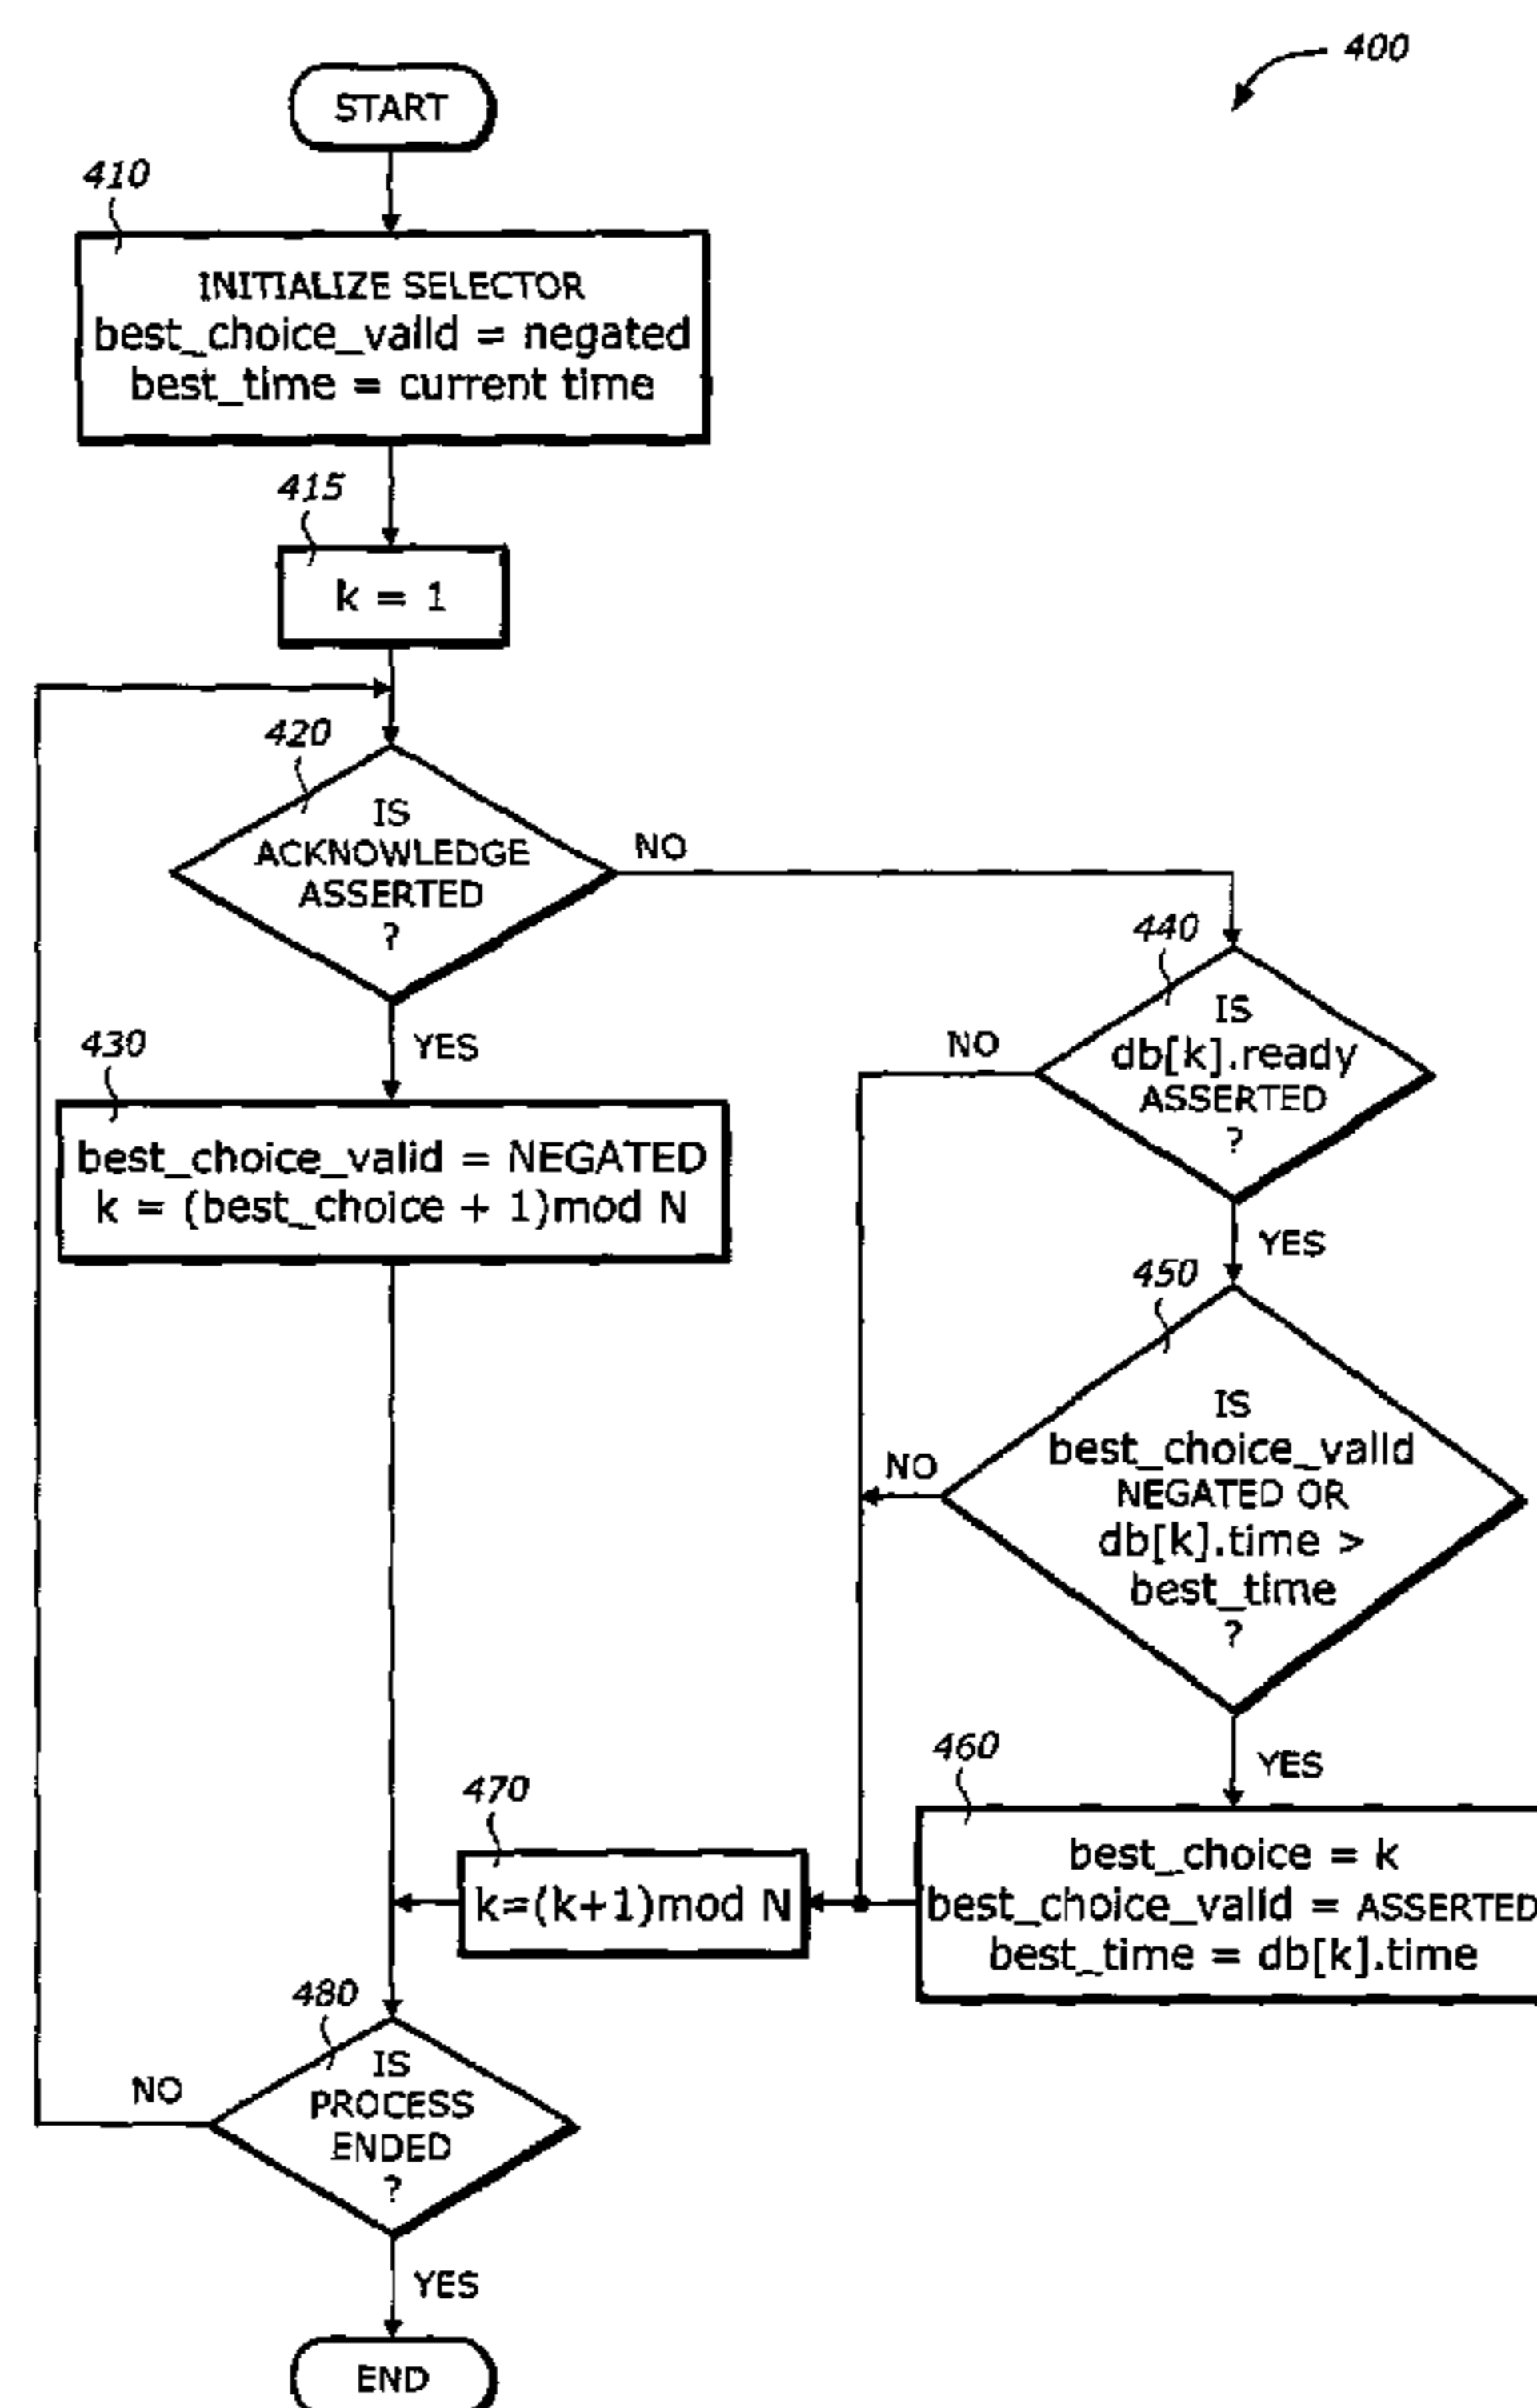 400
START
410
INITIALIZE SELECTOR
best_choice_valid = negated
best_time = current time
415
k = 1
420
IS
ACKNOWLEDGE
ASSERTED
?
NO
YES
430
best_choice_valid = NEGATED
k = (best_choice + 1)mod N
440
IS
db[k].ready
ASSERTED
?
NO
YES
450
IS
best_choice_valid
NEGATED OR
db[k].time >
best_time
?
NO
YES
460
best_choice = k
best_choice_valid = ASSERTED
best_time = db[k].time
470
k=(k+1)mod N
480
IS
PROCESS
ENDED
?
NO
YES
END